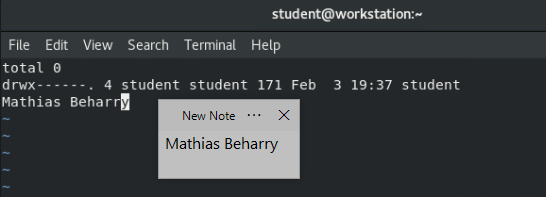 student@workstation:~
File Edit View Search Terminal Help
total 0
drwx------. 4 student student 171 Feb  3 19:37 student
Mathias Beharry
~
New Note ··· ×
~
Mathias Beharry
~
~
~